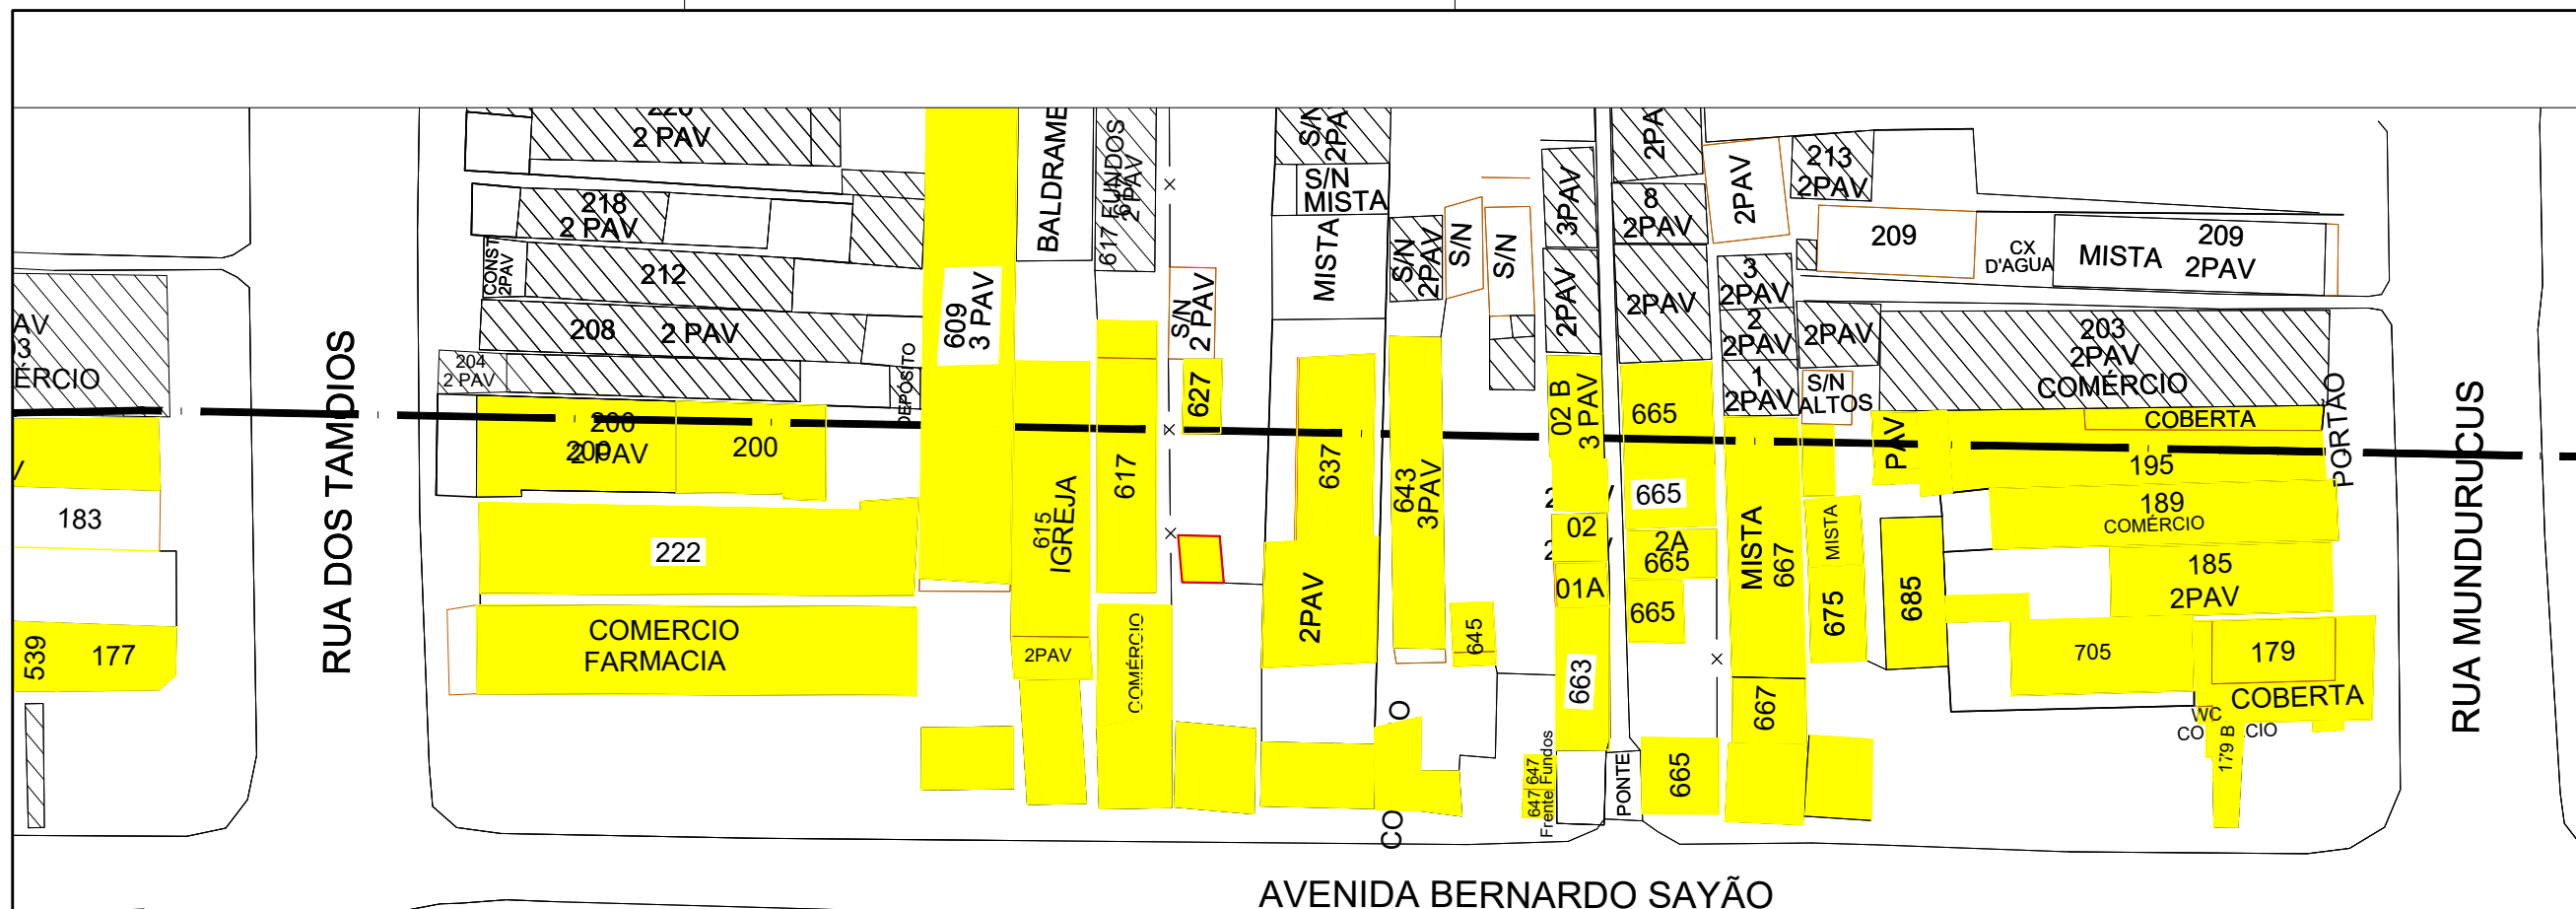 2 PAV
218
2 PAV
CONST
2PAV
212
208
2 PAV
204
2 PAV
DEPÓSITO
200
200
2 PAV
200
222
COMERCIO
FARMACIA
RUA DOS TAMOIOS
ÉRCIO
183
539
177
609
3 PAV
BALDRAME
617 FUNDOS
2PAV
S/N
2 PAV
627
615
IGREJA
617
2PAV
COMÉRCIO
S/N
S/N
MISTA
MISTA
637
2PAV
S/N
2PAV
S/N
S/N
643
3PAV
645
3PAV
2PAV
02 B
3 PAV
02
01A
663
647
647
Fundos
647
647
Frente
PONTE
8
2PAV
2PAV
665
665
2A
665
665
665
2PAV
3
2PAV
2
2PAV
1
2PAV
MISTA
667
667
213
2PAV
209
CX
D'AGUA
MISTA
209
2PAV
2PAV
S/N
ALTOS
203
2PAV
COMÉRCIO
COBERTA
PORTÃO
PAV
195
189
COMÉRCIO
MISTA
675
685
185
2PAV
705
179
COBERTA
WC
179 B
RUA MUNDURUCUS
AVENIDA BERNARDO SAYÃO